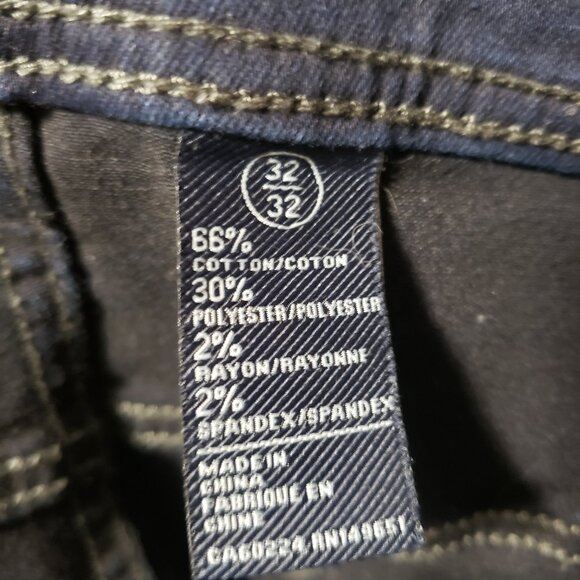 32
32
66%
COTTON/COTON
30%
POLYESTER/POLYESTER
2%
RAYON/RAYONNE
2%
SPANDEX/SPANDEX
MADE IN
CHINA
FABRIQUE EN
CHINE
CA60224